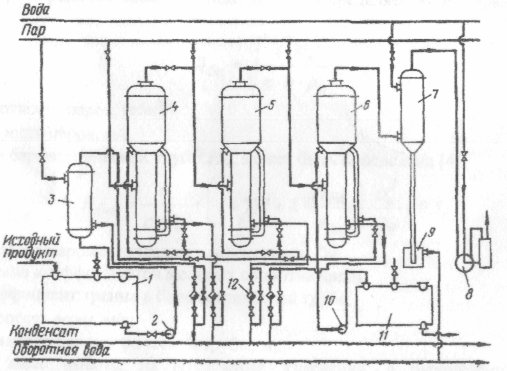 Вода
Пар
4
5
6
7
3
Исходный
продукт
1
2
12
10
11
9
8
Конденсат
Оборотная вода